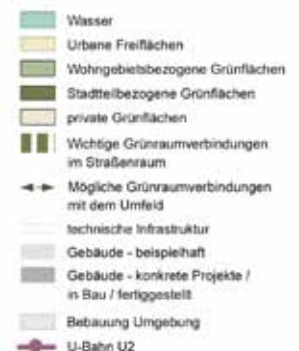 Wasser
Urbane Freiflächen
Wohngebietsbezogene Grünflächen
Stadtteilbezogene Grünflächen
private Grünflächen
Wichtige Grünraumverbindungen
im Straßenraum
Mögliche Grünraumverbindungen
mit dem Umfeld
technische Infrastruktur
Gebäude - beispielhaft
Gebäude - konkrete Projekte /
in Bau / fertiggestellt
Bebauung Umgebung
U-Bahn U2